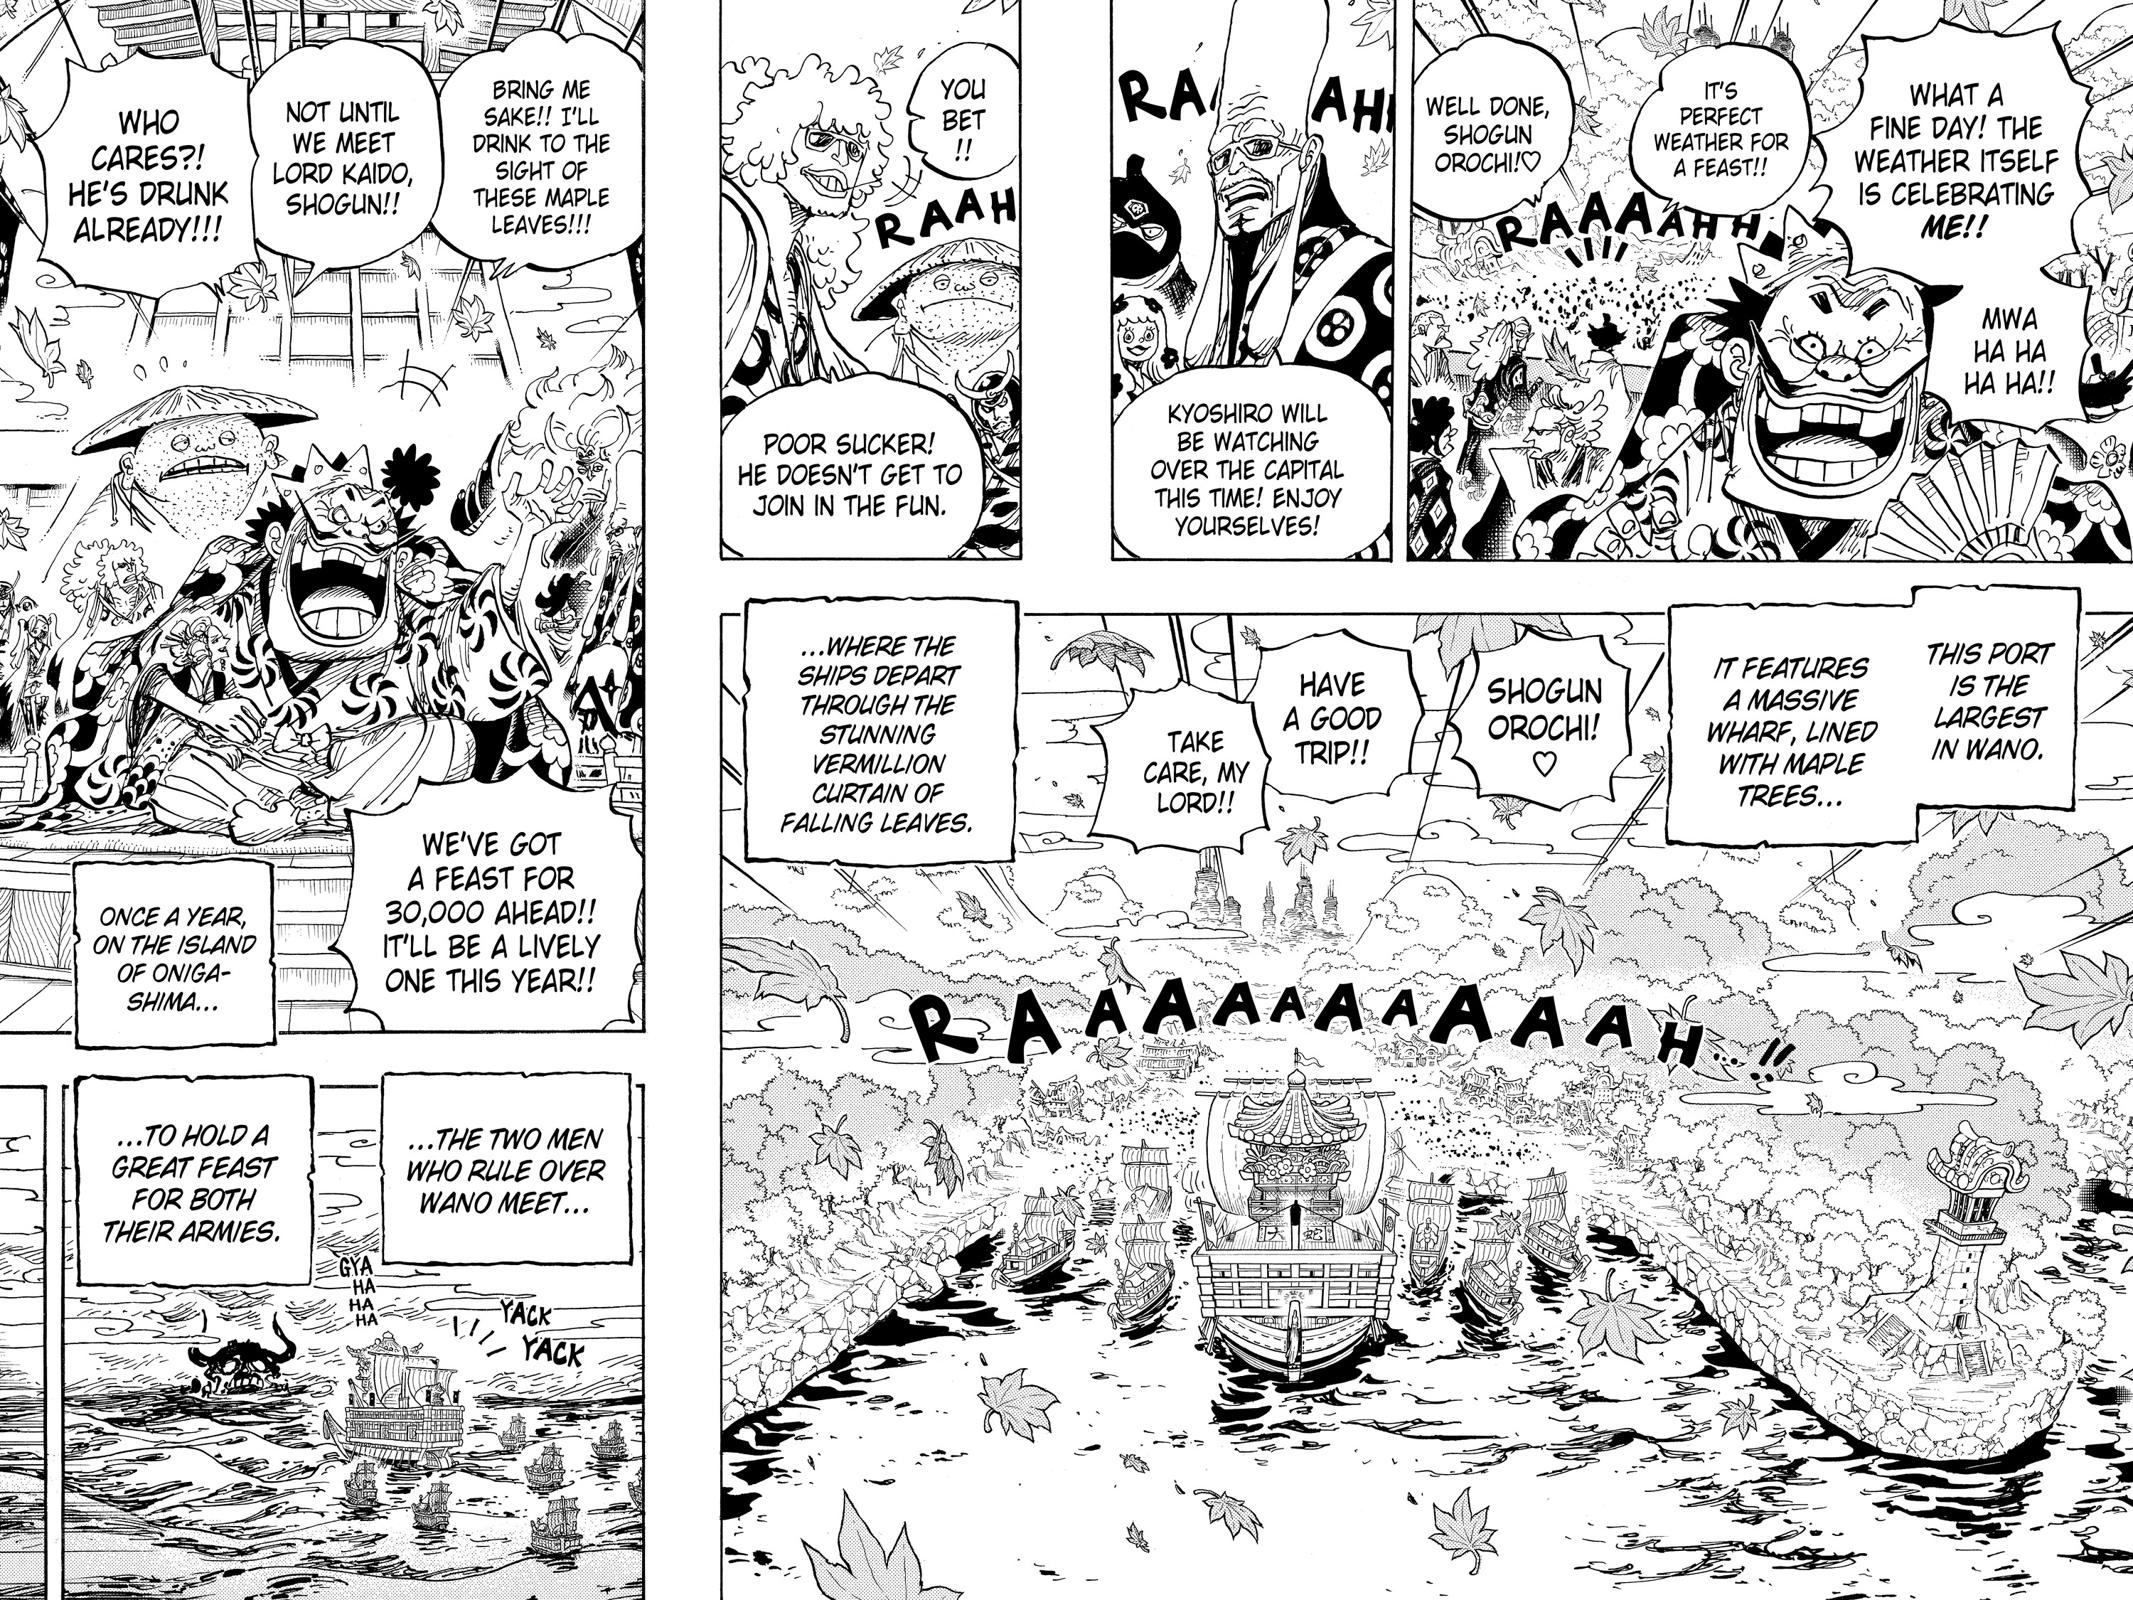 WHAT A
FINE DAY! THE
WEATHER ITSELF
IS CELEBRATING
ME!!
MWA
HA HA
HA HA!!
IT'S
PERFECT
WEATHER FOR
A FEAST!!
WELL DONE,
SHOGUN
OROCHI!♡
RAAAAHH
RA AHH
KYOSHIRO WILL
BE WATCHING
OVER THE CAPITAL
THIS TIME! ENJOY
YOURSELVES!
YOU
BET
!!
RAAH
POOR SUCKER!
HE DOESN'T GET TO
JOIN IN THE FUN.
THIS PORT
IS THE
LARGEST
IN WANO.
IT FEATURES
A MASSIVE
WHARF, LINED
WITH MAPLE
TREES...
SHOGUN
OROCHI!
♡
HAVE
A GOOD
TRIP!!
TAKE
CARE, MY
LORD!!
...WHERE THE
SHIPS DEPART
THROUGH THE
STUNNING
VERMILLION
CURTAIN OF
FALLING LEAVES.
RAAAAAAAAAAH...!!
大蛇
BRING ME
SAKE!! I'LL
DRINK TO THE
SIGHT OF
THESE MAPLE
LEAVES!!!
NOT UNTIL
WE MEET
LORD KAIDO,
SHOGUN!!
WHO
CARES?!
HE'S DRUNK
ALREADY!!!
WE'VE GOT
A FEAST FOR
30,000 AHEAD!!
IT'LL BE A LIVELY
ONE THIS YEAR!!
ONCE A YEAR,
ON THE ISLAND
OF ONIGA-
SHIMA...
...THE TWO MEN
WHO RULE OVER
WANO MEET...
...TO HOLD A
GREAT FEAST
FOR BOTH
THEIR ARMIES.
GYA
HA
HA
HA
YACK
YACK